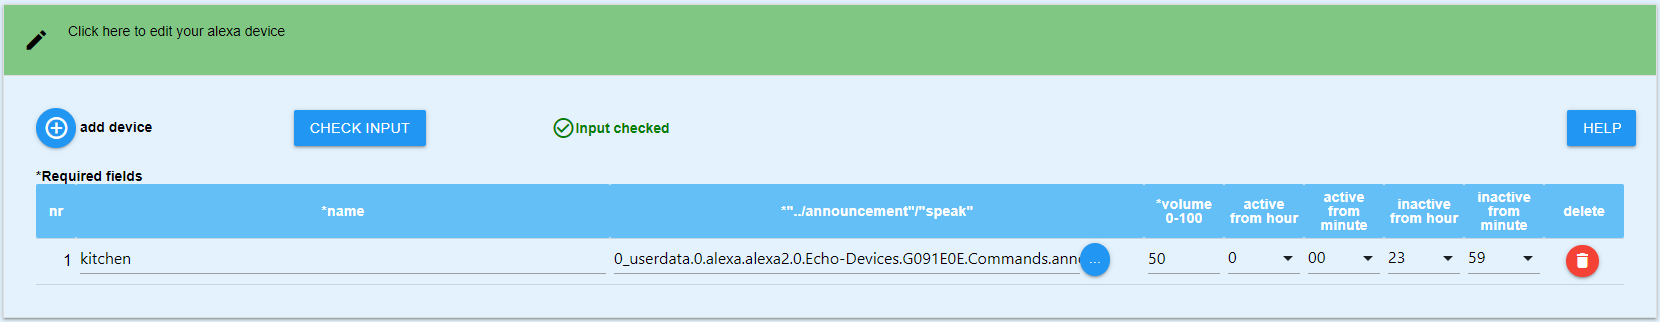 Click here to edit your alexa device
add device
CHECK INPUT
Input checked
HELP
*Required fields
nr
*name
*"../announcement"/"speak"
*volume
0-100
active
from hour
active
from
minute
inactive
from hour
inactive
from
minute
delete
1
kitchen
0_userdata.0.alexa.alexa2.0.Echo-Devices.G091E0E.Commands.ann
...
50
0
00
23
59